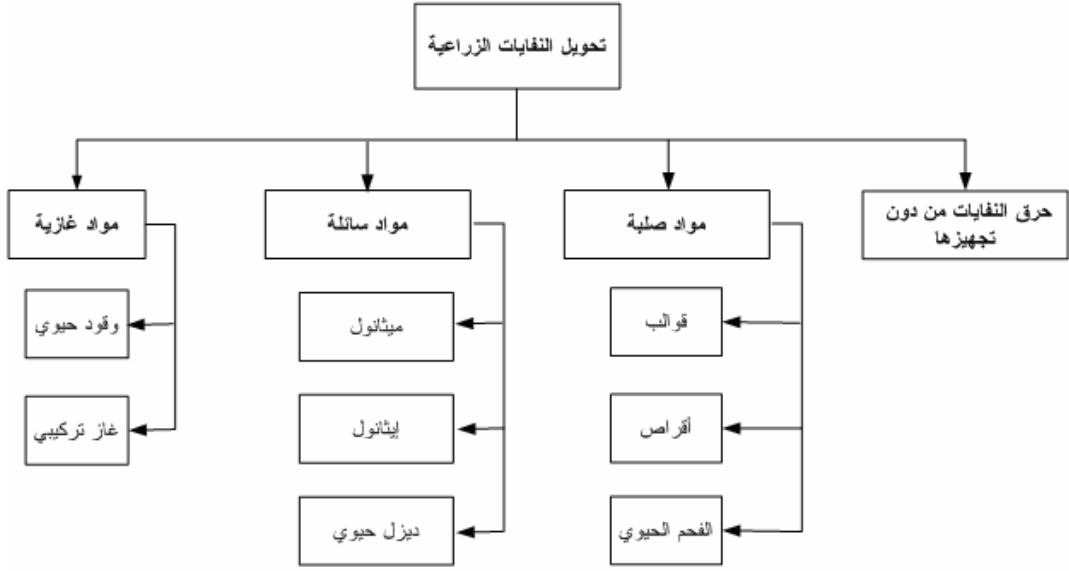 تحويل النفايات الزراعية
حرق النفايات من دون
تجهيزها
مواد صلبة
مواد سائلة
مواد غازية
قوالب
أقراص
الفحم الحيوي
ميثانول
إيثانول
ديزل حيوي
وقود حيوي
غاز تركيبي